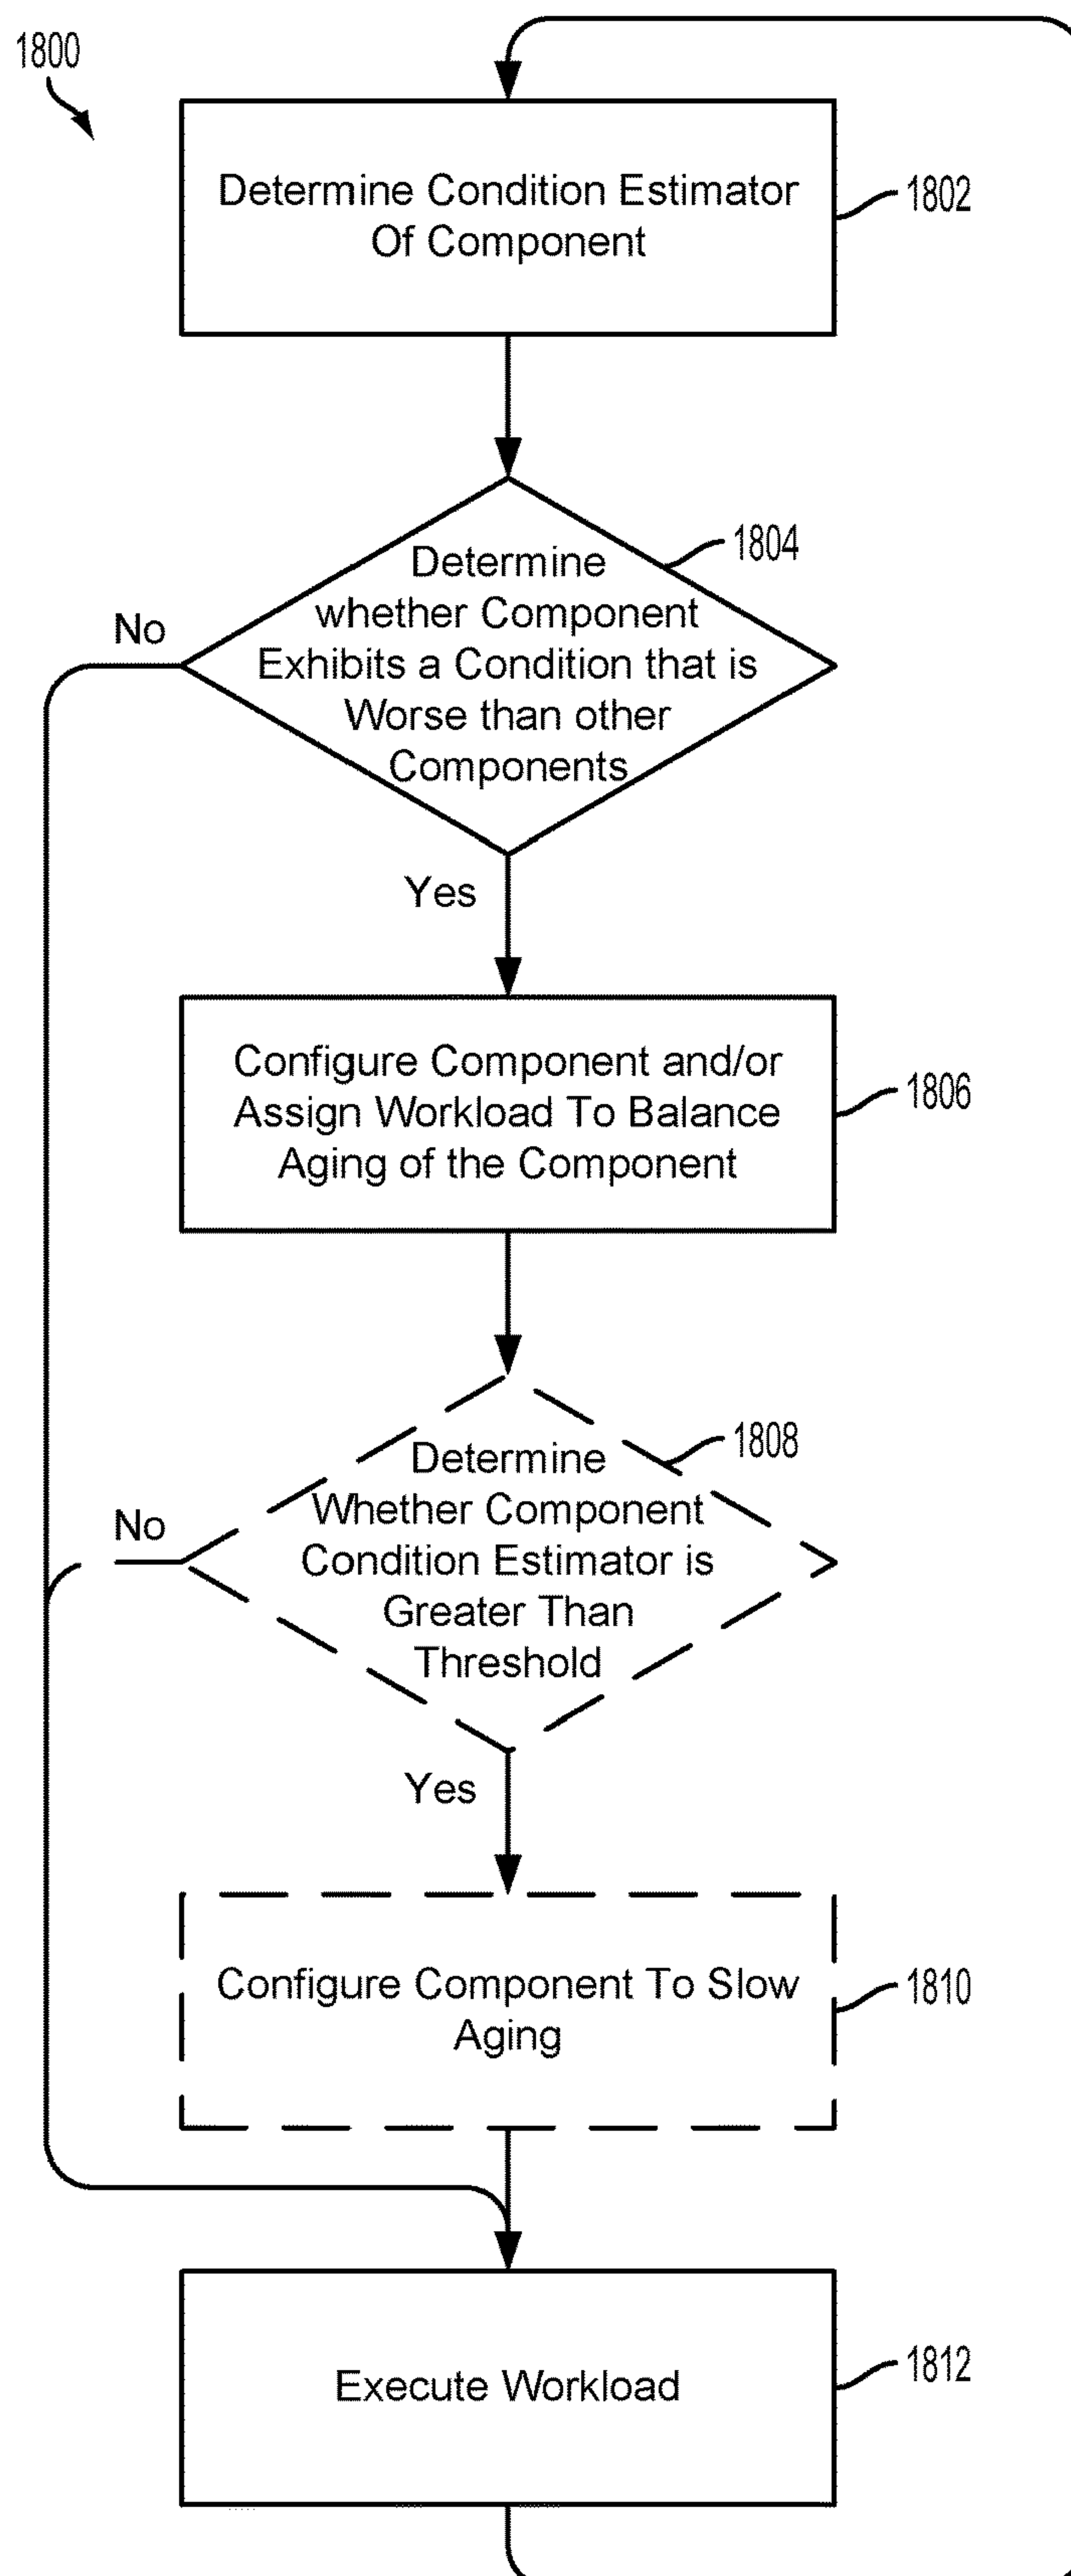 1800
Determine Condition Estimator
Of Component
1802
Determine
whether Component
Exhibits a Condition that is
Worse than other
Components
1804
No
Yes
Configure Component and/or
Assign Workload To Balance
Aging of the Component
1806
Determine
Whether Component
Condition Estimator is
Greater Than
Threshold
1808
No
Yes
Configure Component To Slow
Aging
1810
Execute Workload
1812